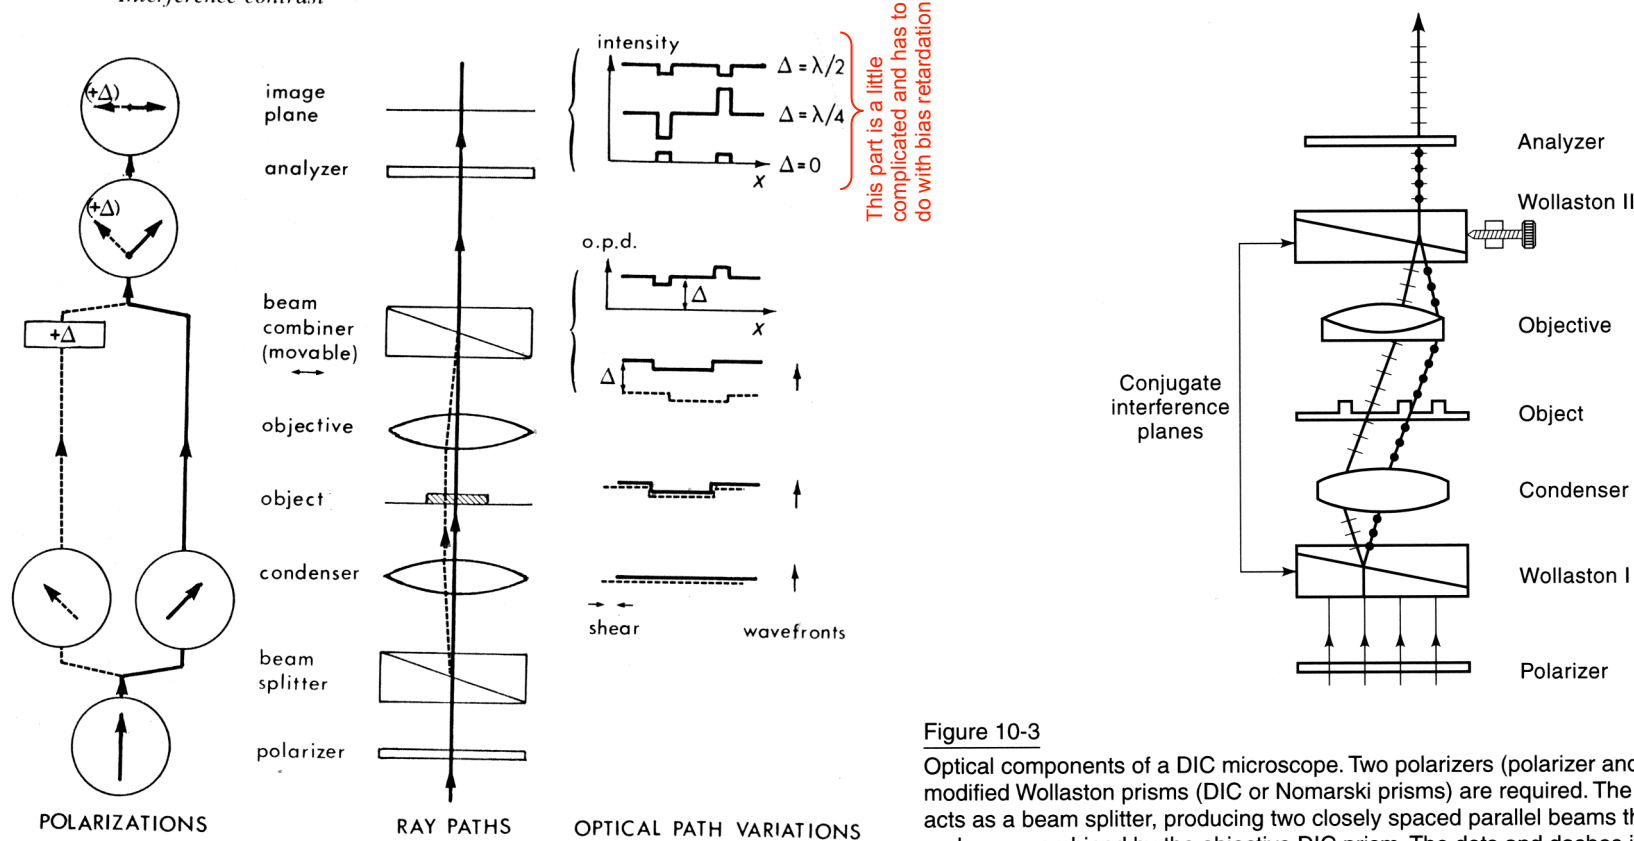 Interference contrast
(+Δ)
(+Δ)
+Δ
POLARIZATIONS
image
plane
analyzer
beam
combiner
(movable)
objective
object
condenser
beam
splitter
polarizer
RAY PATHS
intensity
Δ = λ/2
Δ = λ/4
Δ = 0
x
This part is a little
complicated and has to
do with bias retardation
o.p.d.
Δ
x
Δ
shear
wavefronts
OPTICAL PATH VARIATIONS
Analyzer
Wollaston II
Objective
Conjugate
interference
planes
Object
Condenser
Wollaston I
Polarizer
Figure 10-3
Optical components of a DIC microscope. Two polarizers (polarizer and
modified Wollaston prisms (DIC or Nomarski prisms) are required. The
acts as a beam splitter, producing two closely spaced parallel beams th